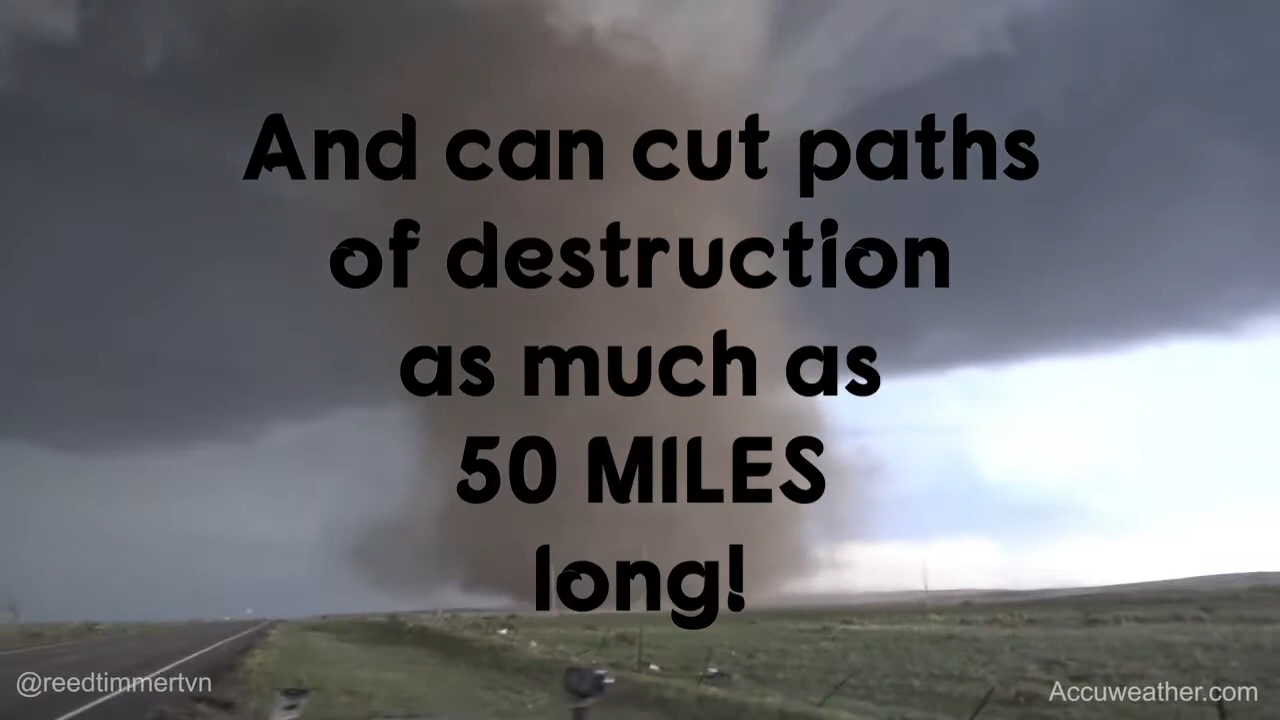 And can cut paths
of destruction
as much as
50 MILES
long!
@reedtimmertvn
Accuweather.com